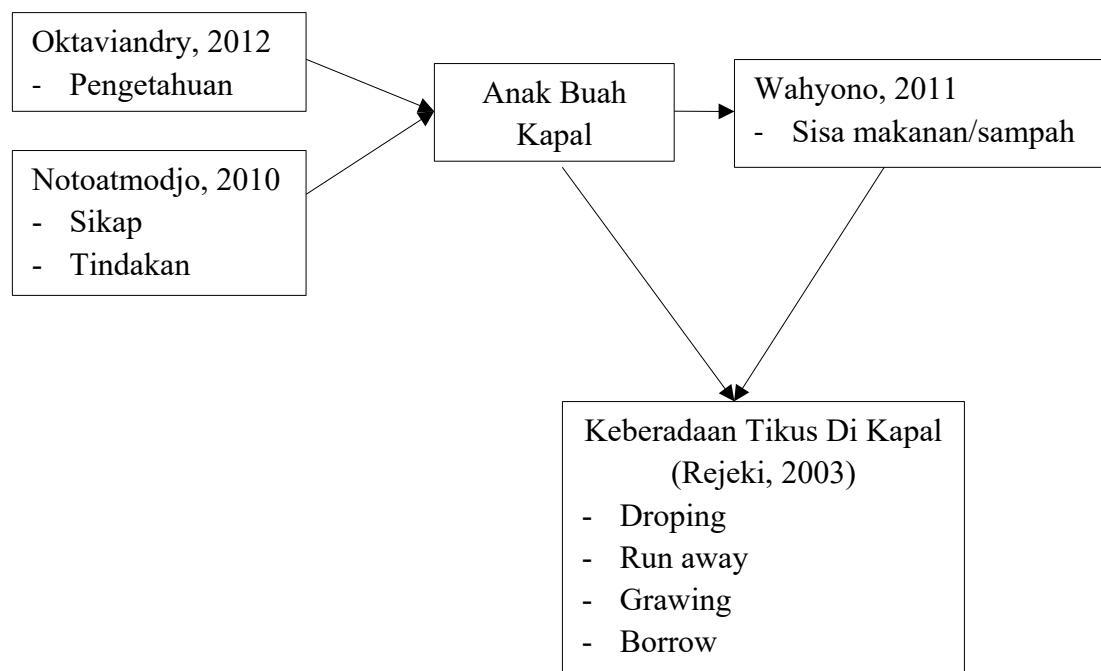 Oktaviandry, 2012
- Pengetahuan
Notoatmodjo, 2010
- Sikap
- Tindakan
Anak Buah
Kapal
Wahyono, 2011
- Sisa makanan/sampah
Keberadaan Tikus Di Kapal
(Rejeki, 2003)
- Droping
- Run away
- Grawing
- Borrow